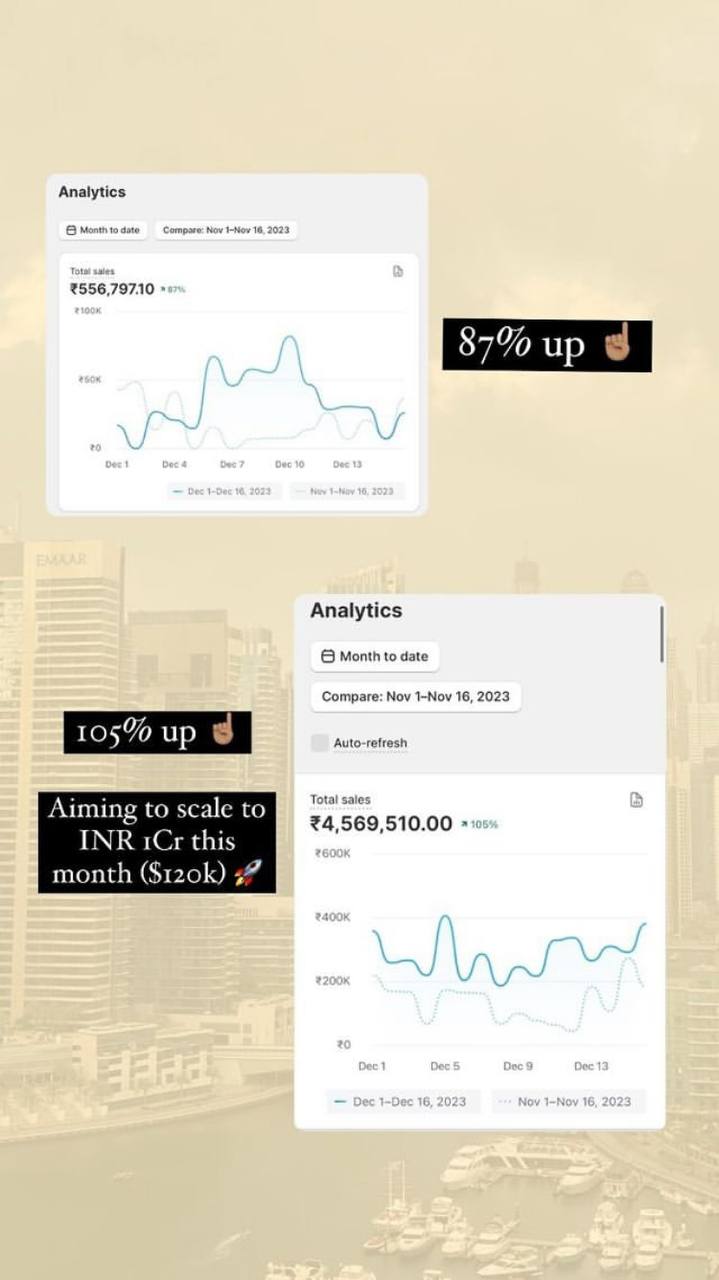 Analytics
Month to date
Compare: Nov 1–Nov 16, 2023
Total sales
₹556,797.10 ↗ 87%
₹100K
₹50K
₹0
Dec 1 Dec 4 Dec 7 Dec 10 Dec 13
Dec 1–Dec 16, 2023 Nov 1–Nov 16, 2023
87% up ☝🏽
EMAAR
Analytics
Month to date
Compare: Nov 1–Nov 16, 2023
Auto-refresh
105% up ☝🏽
Aiming to scale to
INR 1Cr this
month ($120k) 🚀
Total sales
₹4,569,510.00 ↗ 105%
₹600K
₹400K
₹200K
₹0
Dec 1 Dec 5 Dec 9 Dec 13
Dec 1–Dec 16, 2023 Nov 1–Nov 16, 2023